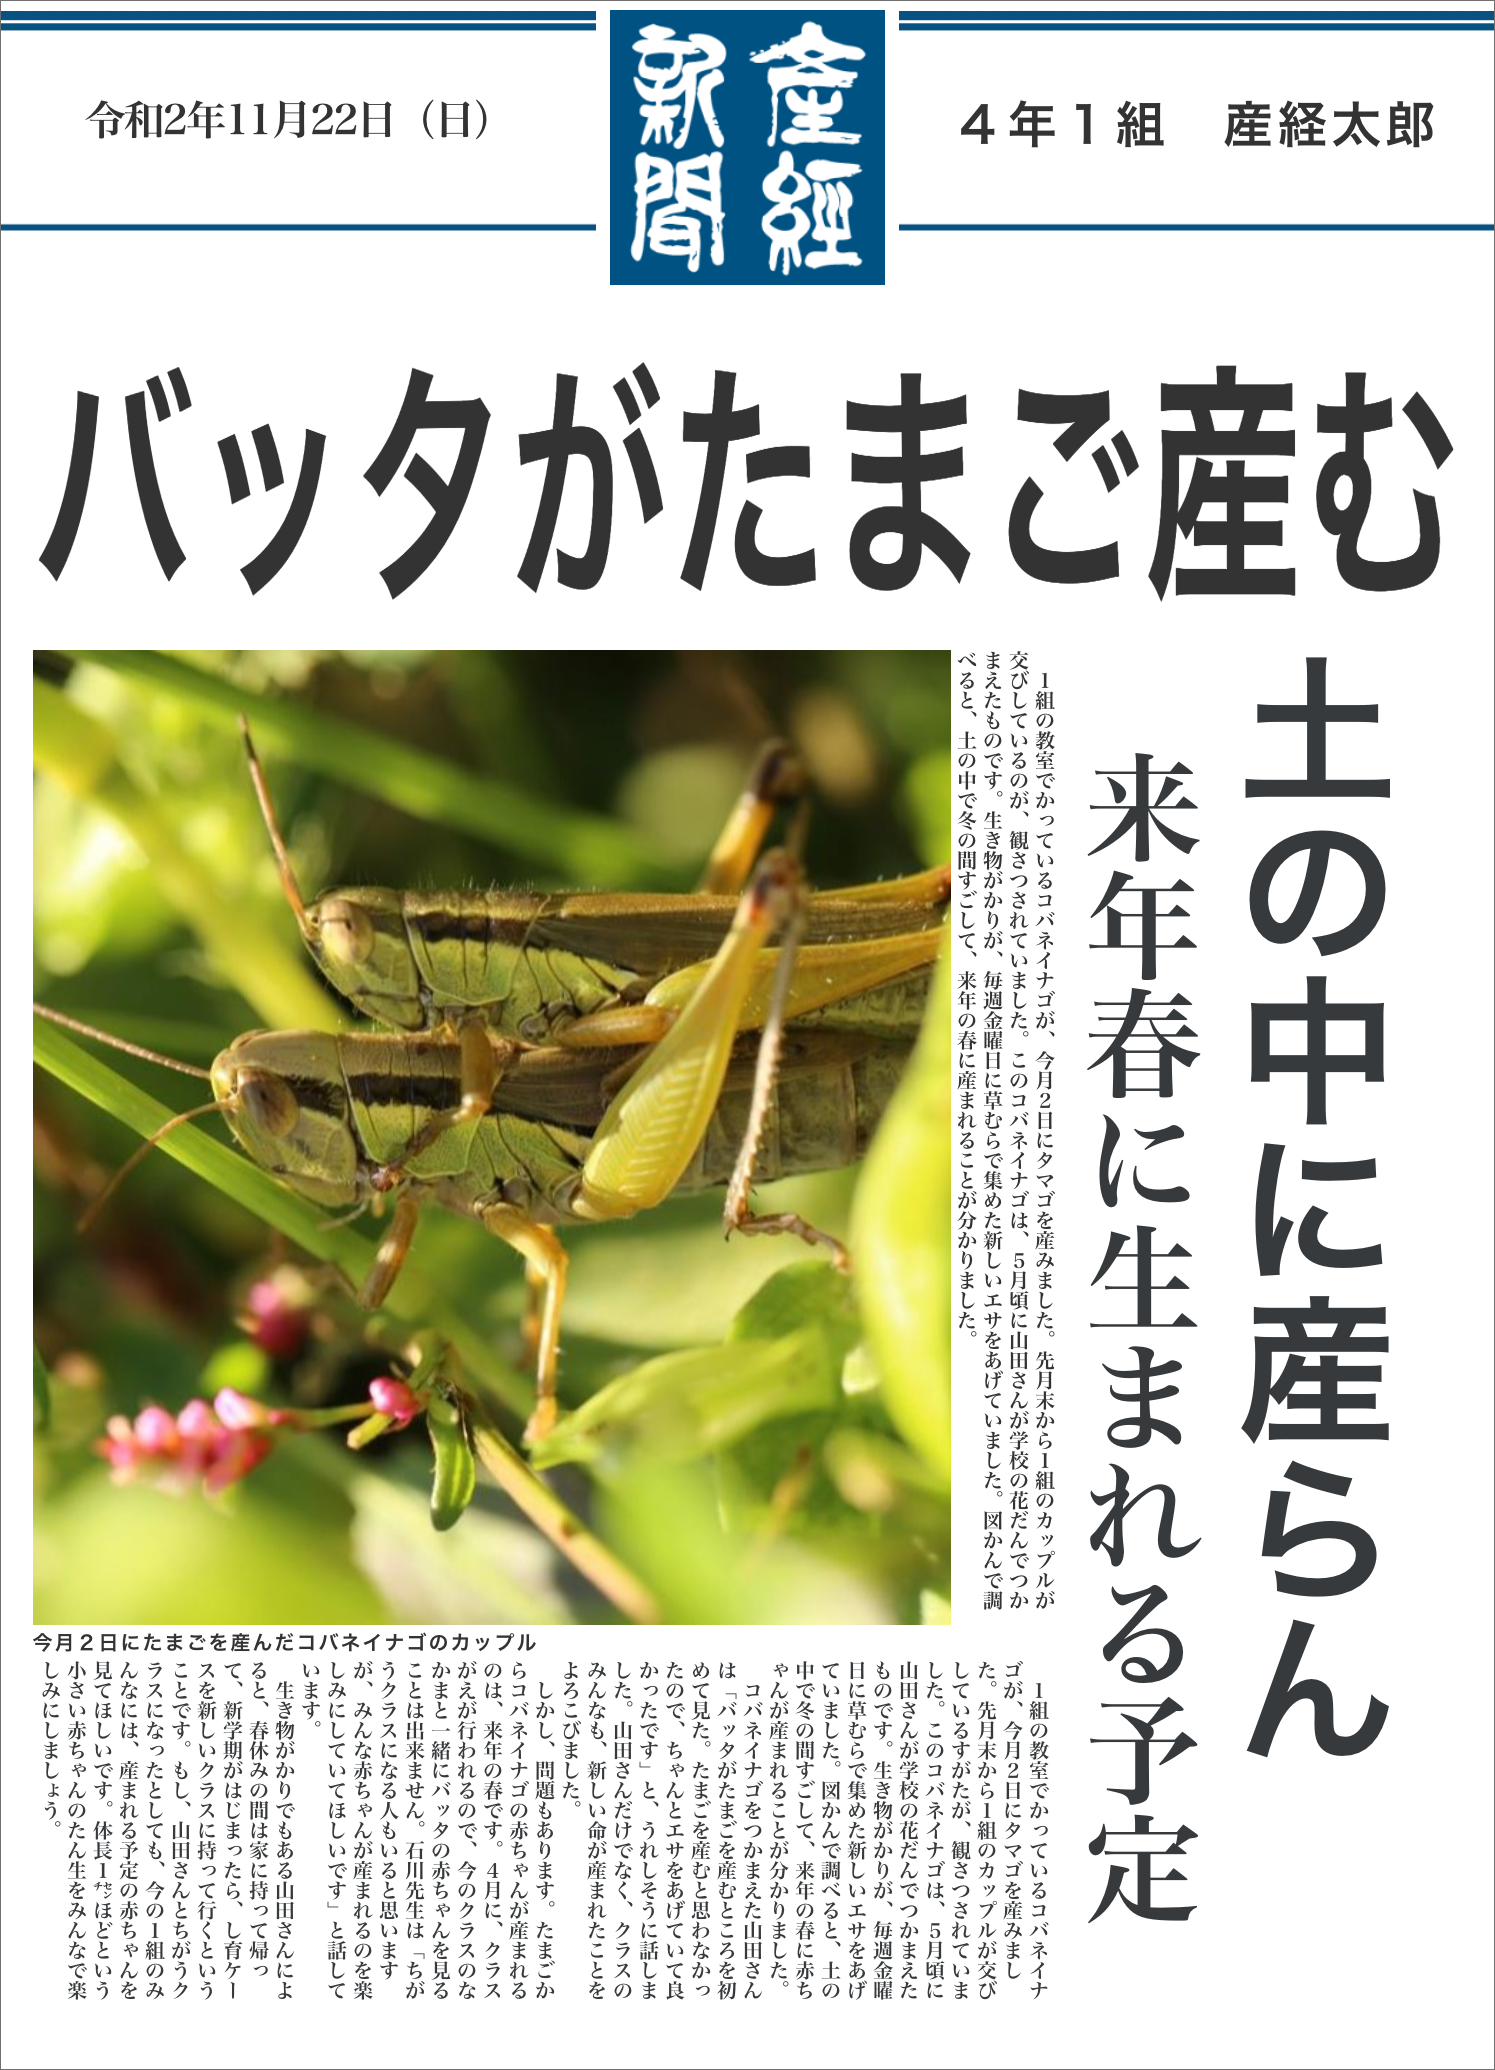 令和2年11月22日（日）
産経新聞
４年１組　産経太郎
バッタがたまご産む
土の中に産らん
来年春に生まれる予定
　１組の教室でかっているコバネイナゴが、今月２日にタマゴを産みました。先月末から１組のカップルが
交びしているのが、観さつされていました。このコバネイナゴは、５月頃に山田さんが学校の花だんでつか
まえたものです。生き物がかりが、毎週金曜日に草むらで集めた新しいエサをあげていました。図かんで調
べると、土の中で冬の間すごして、来年の春に産まれることが分かりました。
今月２日にたまごを産んだコバネイナゴのカップル
　１組の教室でかっているコバネイナ
ゴが、今月２日にタマゴを産みまし
た。先月末から１組のカップルが交び
しているすがたが、観さつされていま
した。このコバネイナゴは、５月頃に
山田さんが学校の花だんでつかまえた
ものです。生き物がかりが、毎週金曜
日に草むらで集めた新しいエサをあげ
ていました。図かんで調べると、土の
中で冬の間すごして、来年の春に赤ち
ゃんが産まれることが分かりました。
　コバネイナゴをつかまえた山田さん
は「バッタがたまごを産むところを初
めて見た。たまごを産むと思わなかっ
たので、ちゃんとエサをあげていて良
かったです」と、うれしそうに話しま
した。山田さんだけでなく、クラスの
みんなも、新しい命が産まれたことを
よろこびました。
　しかし、問題もあります。たまごか
らコバネイナゴの赤ちゃんが産まれる
のは、来年の春です。４月に、クラス
がえが行われるので、今のクラスのな
かまと一緒にバッタの赤ちゃんを見る
ことは出来ません。石川先生は「ちが
うクラスになる人もいると思います
が、みんな赤ちゃんが産まれるのを楽
しみにしていてほしいです」と話して
います。
　生き物がかりでもある山田さんによ
ると、春休みの間は家に持って帰っ
て、新学期がはじまったら、し育ケー
スを新しいクラスに持って行くという
ことです。もし、山田さんとちがうク
ラスになったとしても、今の１組のみ
んなには、産まれる予定の赤ちゃんを
見てほしいです。体長１㌢ほどという
小さい赤ちゃんのたん生をみんなで楽
しみにしましょう。